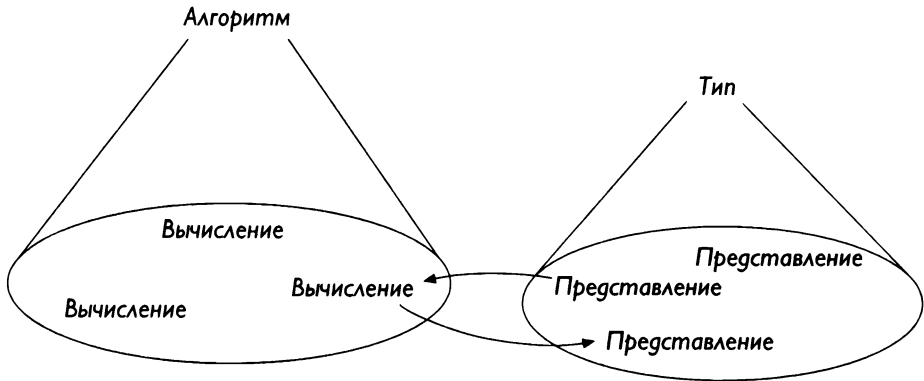 Алгоритм
Тип
Вычисление
Представление
Вычисление
Представление
Вычисление
Представление